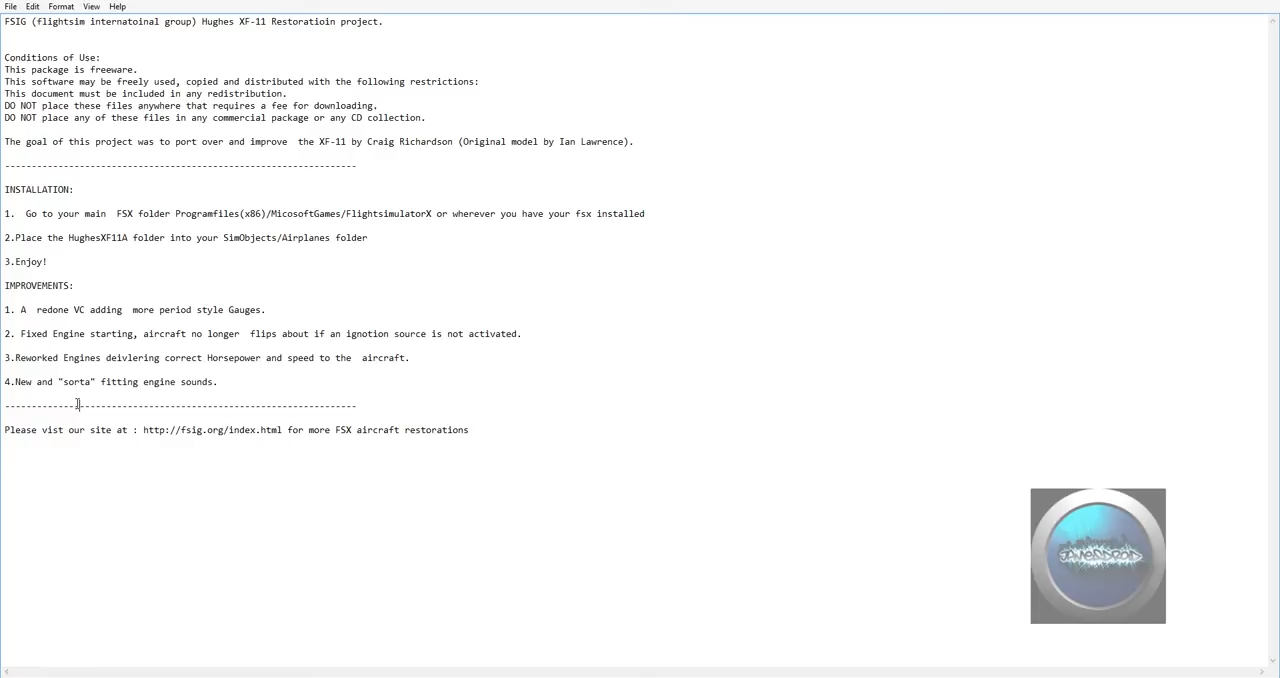 File Edit Format View Help
FSIG (flightsim internatoinal group) Hughes XF-11 Restoratioin project.
Conditions of Use:
This package is freeware.
This software may be freely used, copied and distributed with the following restrictions:
This document must be included in any redistribution.
DO NOT place these files anywhere that requires a fee for downloading.
DO NOT place any of these files in any commercial package or any CD collection.
The goal of this project was to port over and improve  the XF-11 by Craig Richardson (Original model by Ian Lawrence).
------------------------------------------------------------------
INSTALLATION:
1.  Go to your main  FSX folder Programfiles(x86)/MicosoftGames/FlightsimulatorX or wherever you have your fsx installed
2.Place the HughesXF11A folder into your SimObjects/Airplanes folder
3.Enjoy!
IMPROVEMENTS:
1. A  redone VC adding  more period style Gauges.
2. Fixed Engine starting, aircraft no longer  flips about if an ignotion source is not activated.
3.Reworked Engines deivlering correct Horsepower and speed to the  aircraft.
4.New and "sorta" fitting engine sounds.
------------------------------------------------------------------
Please vist our site at : http://fsig.org/index.html for more FSX aircraft restorations